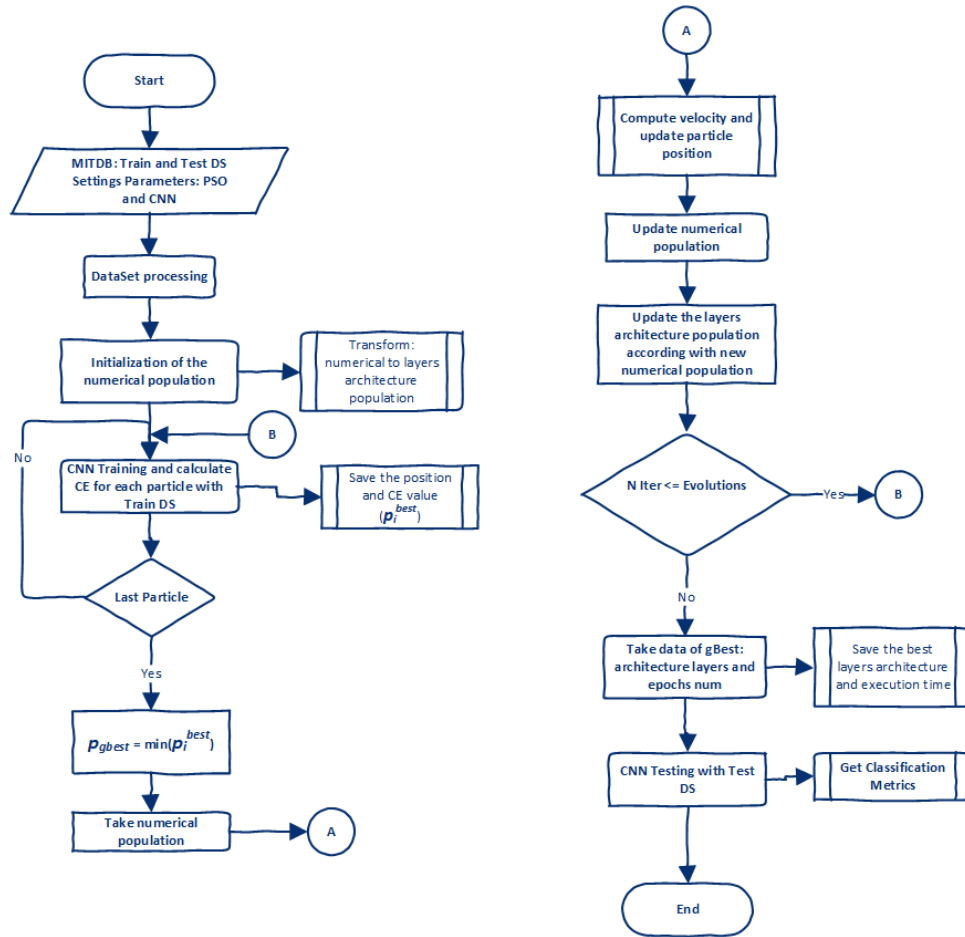 Start
MITDB: Train and Test DS
Settings Parameters: PSO
and CNN
DataSet processing
Initialization of the
numerical population
Transform:
numerical to layers
architecture
population
B
No
CNN Training and calculate
CE for each particle with
Train DS
Save the position
and CE value
(p_i^best)
Last Particle
Yes
p_gbest = min(p_i^best)
Take numerical
population
A
A
Compute velocity and
update particle
position
Update numerical
population
Update the layers
architecture population
according with new
numerical population
N Iter <= Evolutions
Yes
B
No
Take data of gBest:
architecture layers and
epochs num
Save the best
layers architecture
and execution time
CNN Testing with Test
DS
Get Classification
Metrics
End